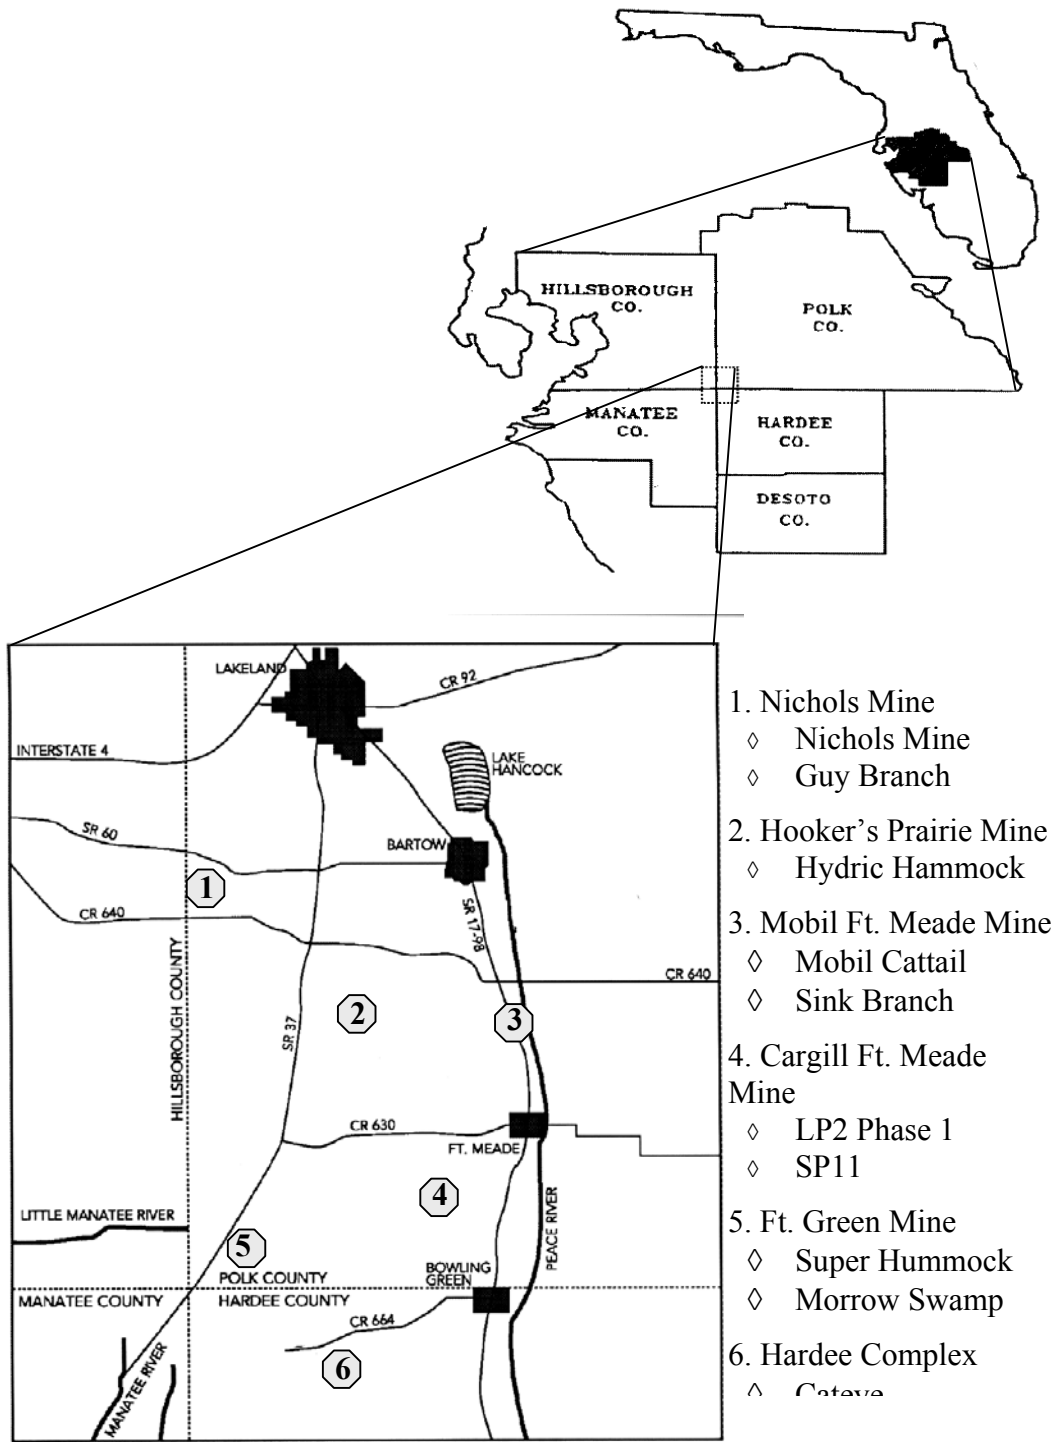 HILLSBOROUGH
CO.
POLK
CO.
MANATEE
CO.
HARDEE
CO.
DESOTO
CO.
LAKELAND
CR 92
INTERSTATE 4
LAKE
HANCOCK
SR 60
BARTOW
1
CR 640
SR 17-98
CR 640
HILLSBOROUGH COUNTY
2
3
SR 37
CR 630
FT. MEADE
4
PEACE RIVER
LITTLE MANATEE RIVER
5
BOWLING
GREEN
POLK COUNTY
MANATEE COUNTY
HARDEE COUNTY
CR 664
6
MANATEE RIVER
1. Nichols Mine
◊ Nichols Mine
◊ Guy Branch
2. Hooker's Prairie Mine
◊ Hydric Hammock
3. Mobil Ft. Meade Mine
◊ Mobil Cattail
◊ Sink Branch
4. Cargill Ft. Meade
Mine
◊ LP2 Phase 1
◊ SP11
5. Ft. Green Mine
◊ Super Hummock
◊ Morrow Swamp
6. Hardee Complex
◊ Cateye